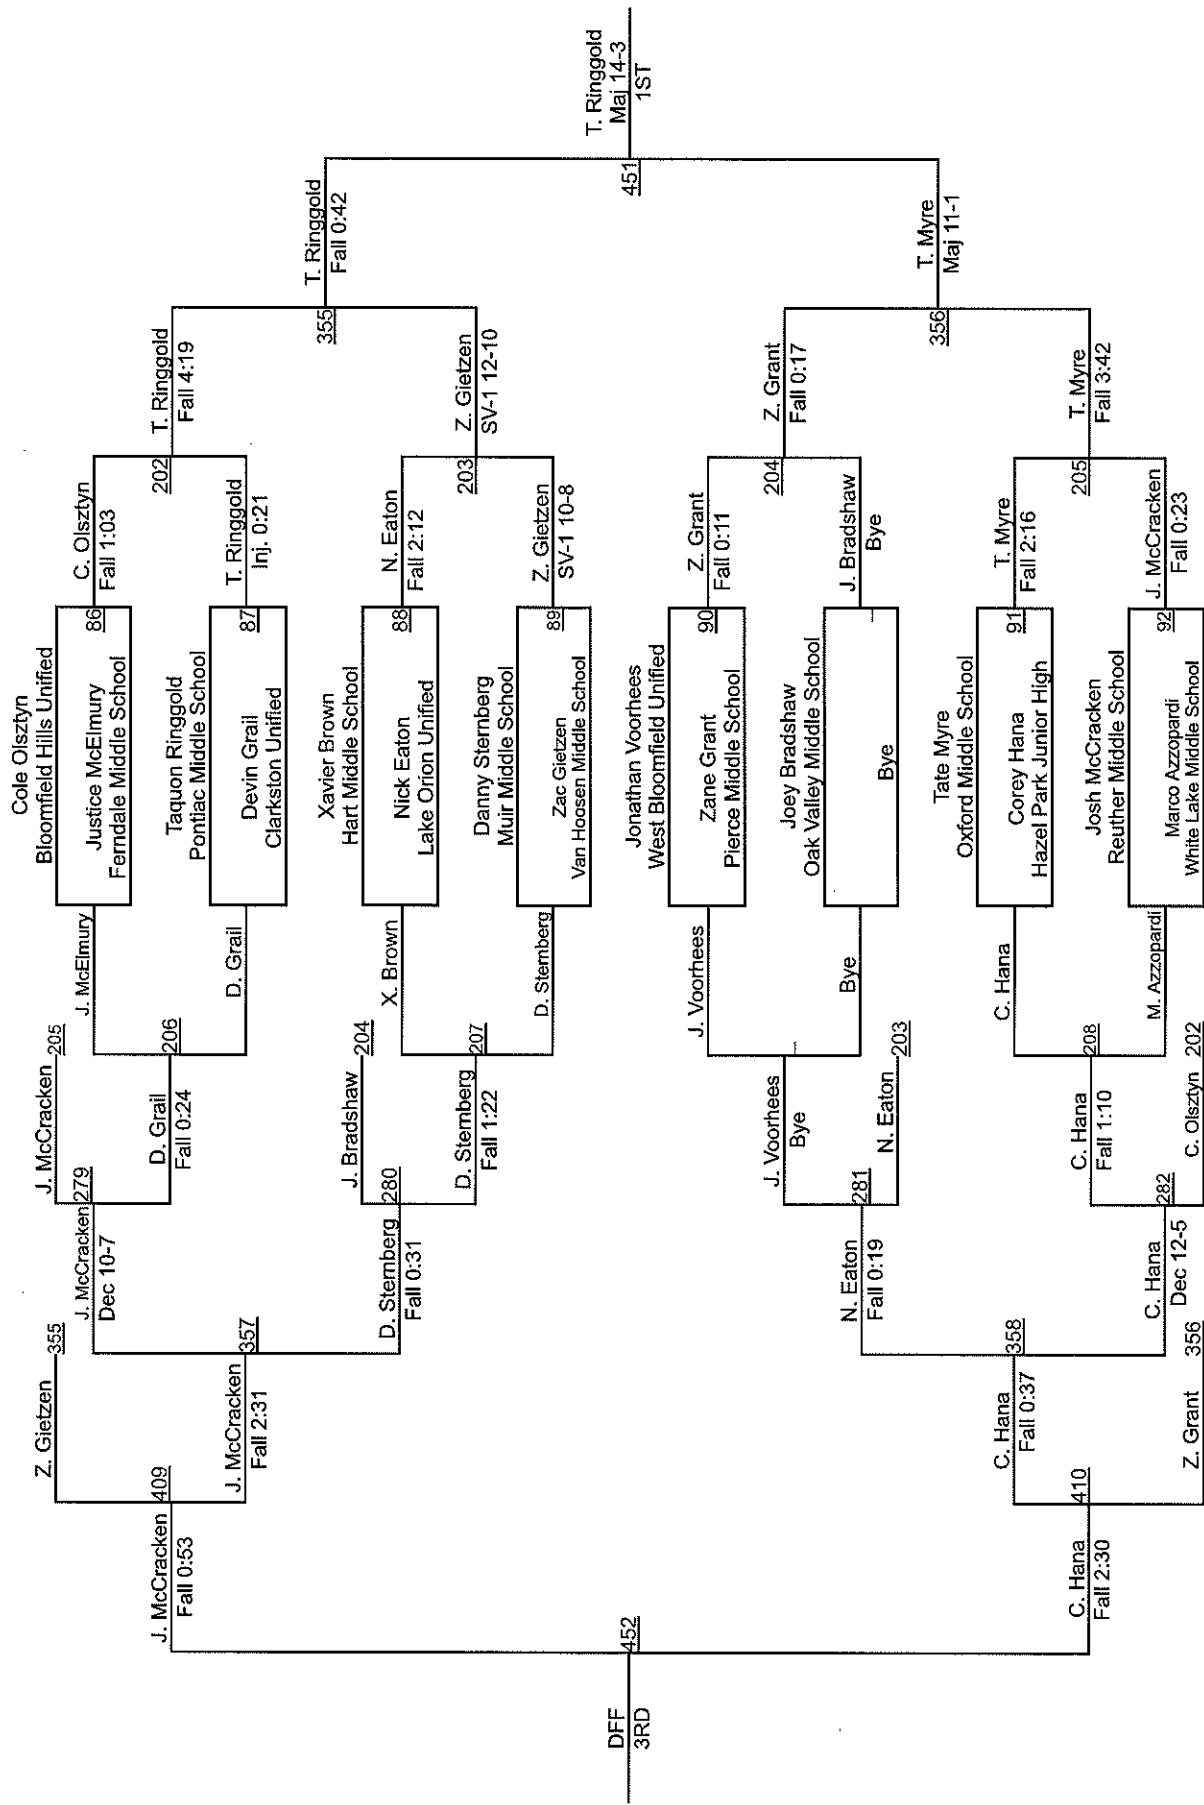 Cole Olsztyn
Bloomfield Hills Unified
Justice McElmury
Ferndale Middle School
86
Taquon Ringgold
Pontiac Middle School
Devin Grail
Clarkston Unified
87
Xavier Brown
Hart Middle School
Nick Eaton
Lake Orion Unified
88
Danny Sternberg
Muir Middle School
Zac Gietzen
Van Hoosen Middle School
89
Jonathan Voorhees
West Bloomfield Unified
Zane Grant
Pierce Middle School
90
Joey Bradshaw
Oak Valley Middle School
Bye
Tate Myre
Oxford Middle School
Corey Hana
Hazel Park Junior High
91
Josh McCracken
Reuther Middle School
Marco Azzopardi
White Lake Middle School
92
C. Olsztyn
Fall 1:03
202
T. Ringgold
Inj. 0:21
N. Eaton
Fall 2:12
203
Z. Gietzen
SV-1 10-8
Z. Grant
Fall 0:11
204
J. Bradshaw
Bye
T. Myre
Fall 2:16
205
J. McCracken
Fall 0:23
T. Ringgold
Fall 4:19
355
Z. Gietzen
SV-1 12-10
Z. Grant
Fall 0:17
356
T. Myre
Fall 3:42
T. Ringgold
Fall 0:42
451
T. Myre
Maj 11-1
T. Ringgold
Maj 14-3
1ST
J. McElmury
206
D. Grail
X. Brown
207
D. Sternberg
J. Voorhees
Bye
C. Hana
208
M. Azzopardi
J. McCracken 205
279
D. Grail
Fall 0:24
J. Bradshaw 204
280
D. Sternberg
Fall 1:22
J. Voorhees
Bye
281
N. Eaton 203
C. Hana
Fall 1:10
282
C. Olsztyn 202
Z. Gietzen 355
J. McCracken
Dec 10-7
357
D. Sternberg
Fall 0:31
N. Eaton
Fall 0:19
358
C. Hana
Dec 12-5
Z. Grant 356
409
J. McCracken
Fall 2:31
C. Hana
Fall 0:37
410
J. McCracken
Fall 0:53
452
C. Hana
Fall 2:30
DFF
3RD